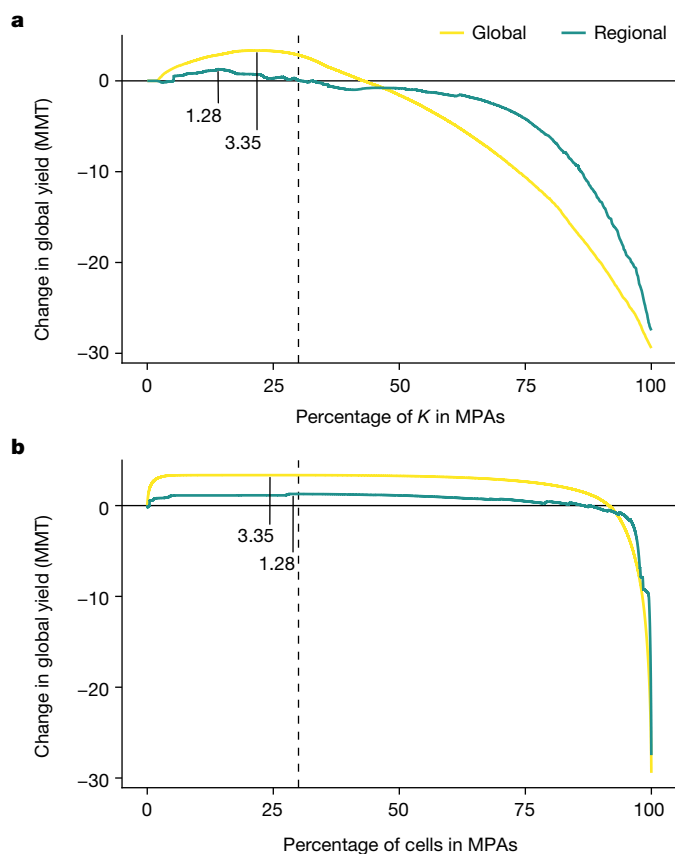 a
Global
Regional
0
−10
−20
−30
Change in global yield (MMT)
1.28
3.35
0
25
50
75
100
Percentage of K in MPAs
b
0
−10
−20
−30
Change in global yield (MMT)
3.35
1.28
0
25
50
75
100
Percentage of cells in MPAs